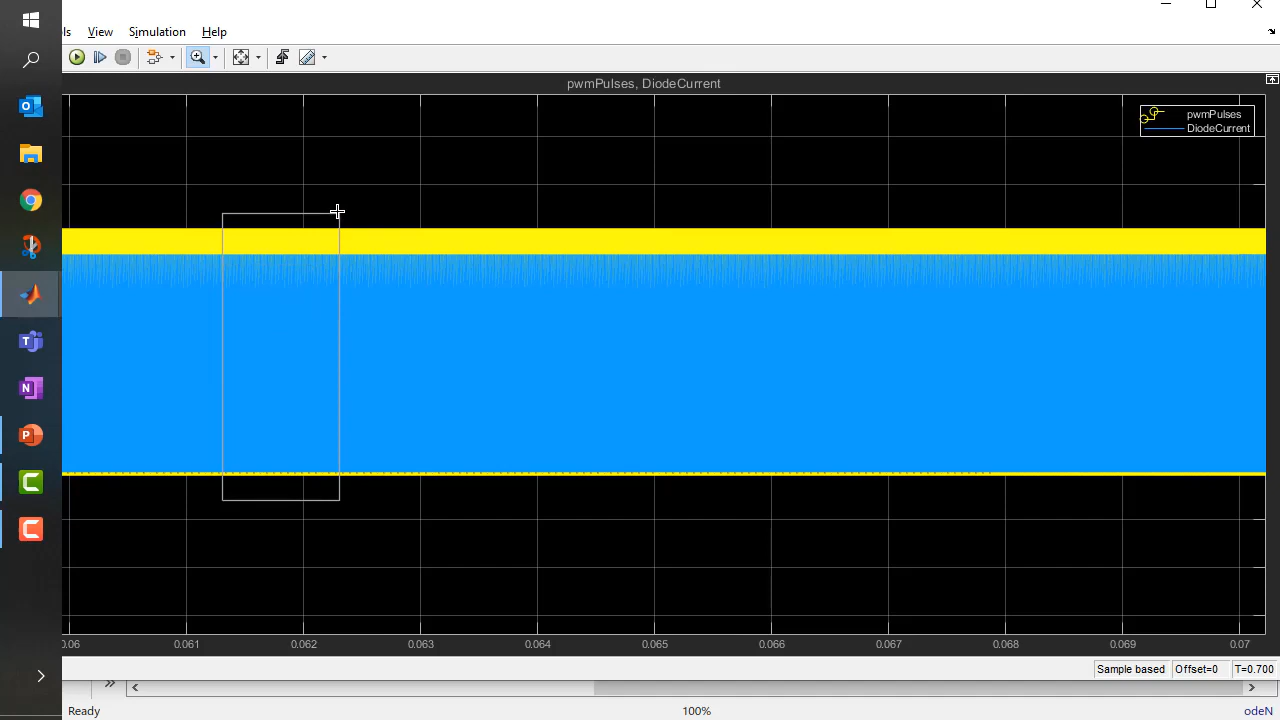 ls View Simulation Help
pwmPulses, DiodeCurrent
pwmPulses
DiodeCurrent
0.06 0.061 0.062 0.063 0.064 0.065 0.066 0.067 0.068 0.069 0.07
Sample based Offset=0 T=0.700
Ready 100% odeN